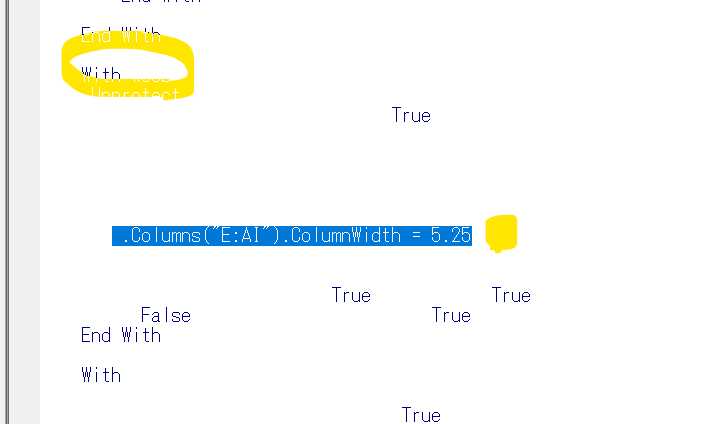 End With
End With
With
.Unprotect
True
.Columns("E:AI").ColumnWidth = 5.25
True True
False True
End With
With
True